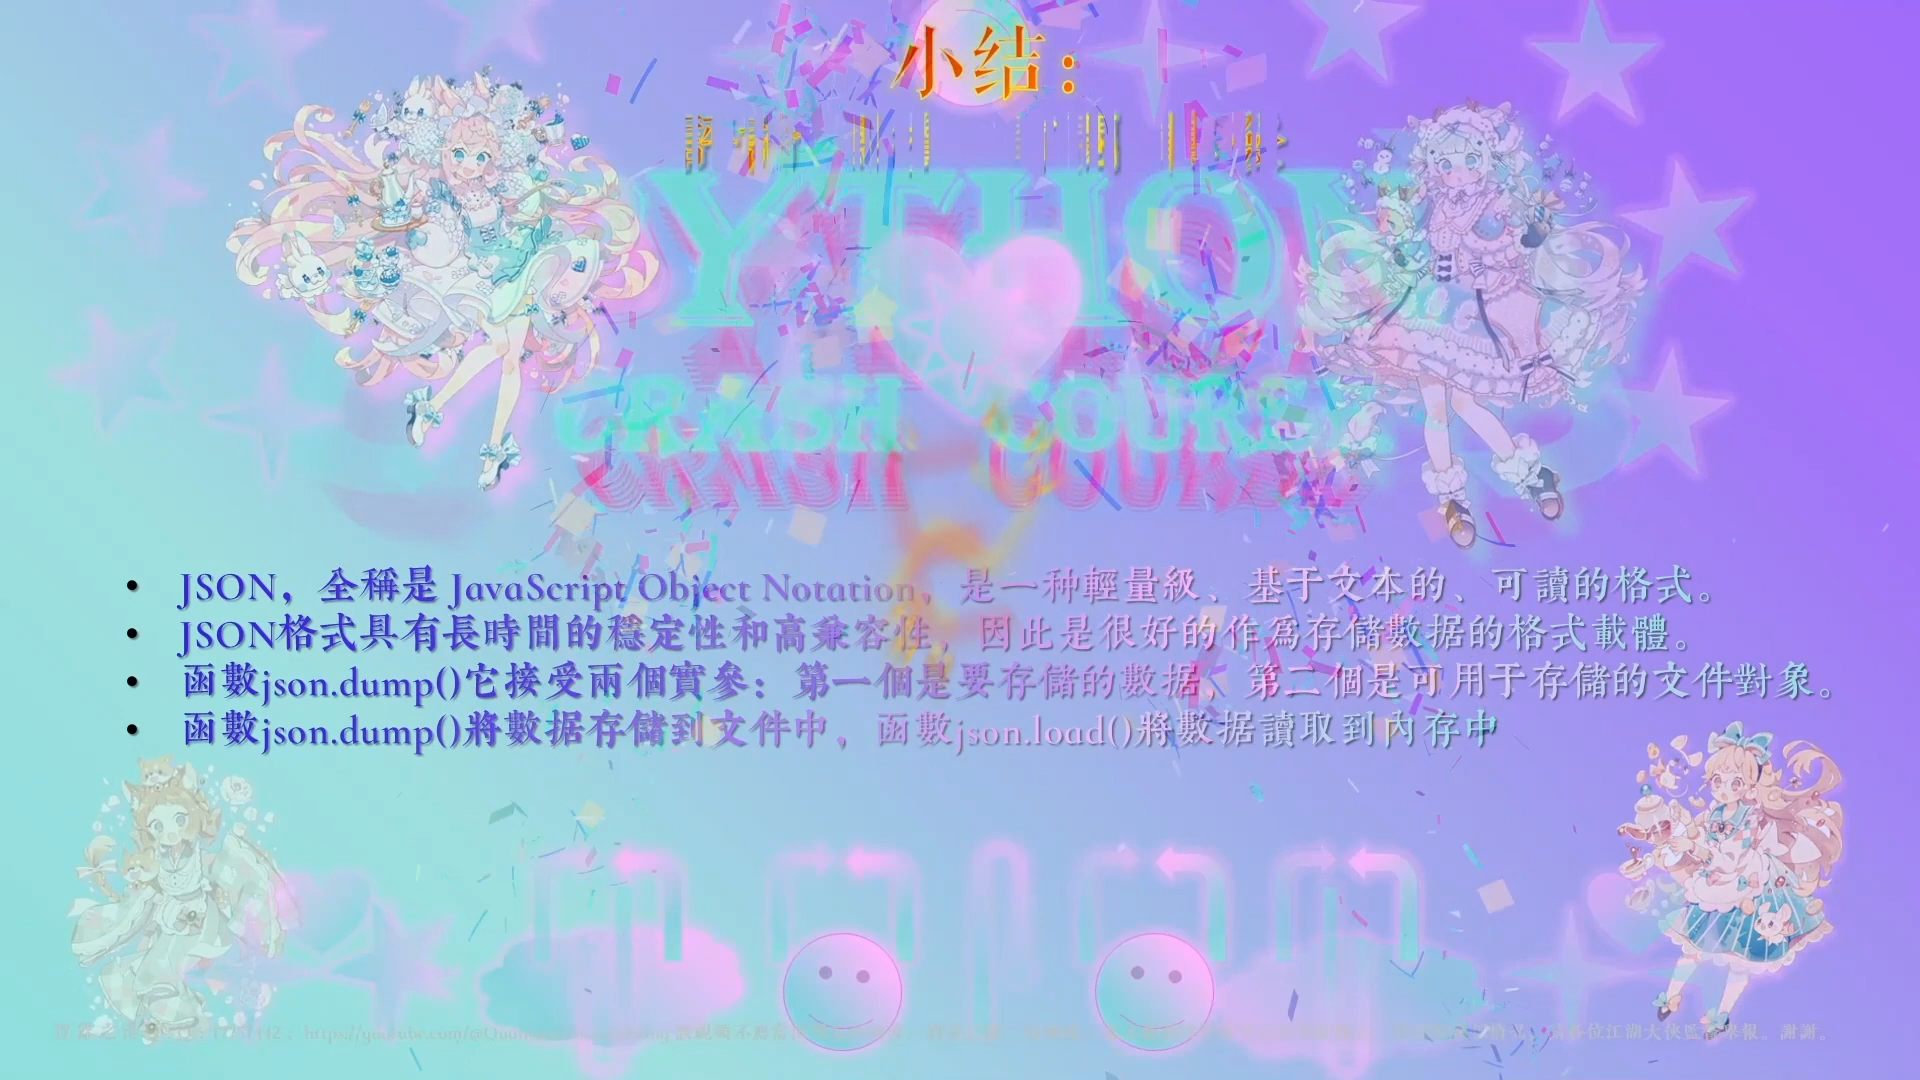 小结：
PYTHON
CRASH COURSE
JSON，全稱是 JavaScript Object Notation，是一种輕量級、基于文本的、可讀的格式。
JSON格式具有長時間的穩定性和高兼容性，因此是很好的作爲存儲數据的格式載體。
函數json.dump()它接受兩個實參：第一個是要存儲的數据，第二個是可用于存儲的文件對象。
函數json.dump()將數据存儲到文件中，函數json.load()將數据讀取到內存中